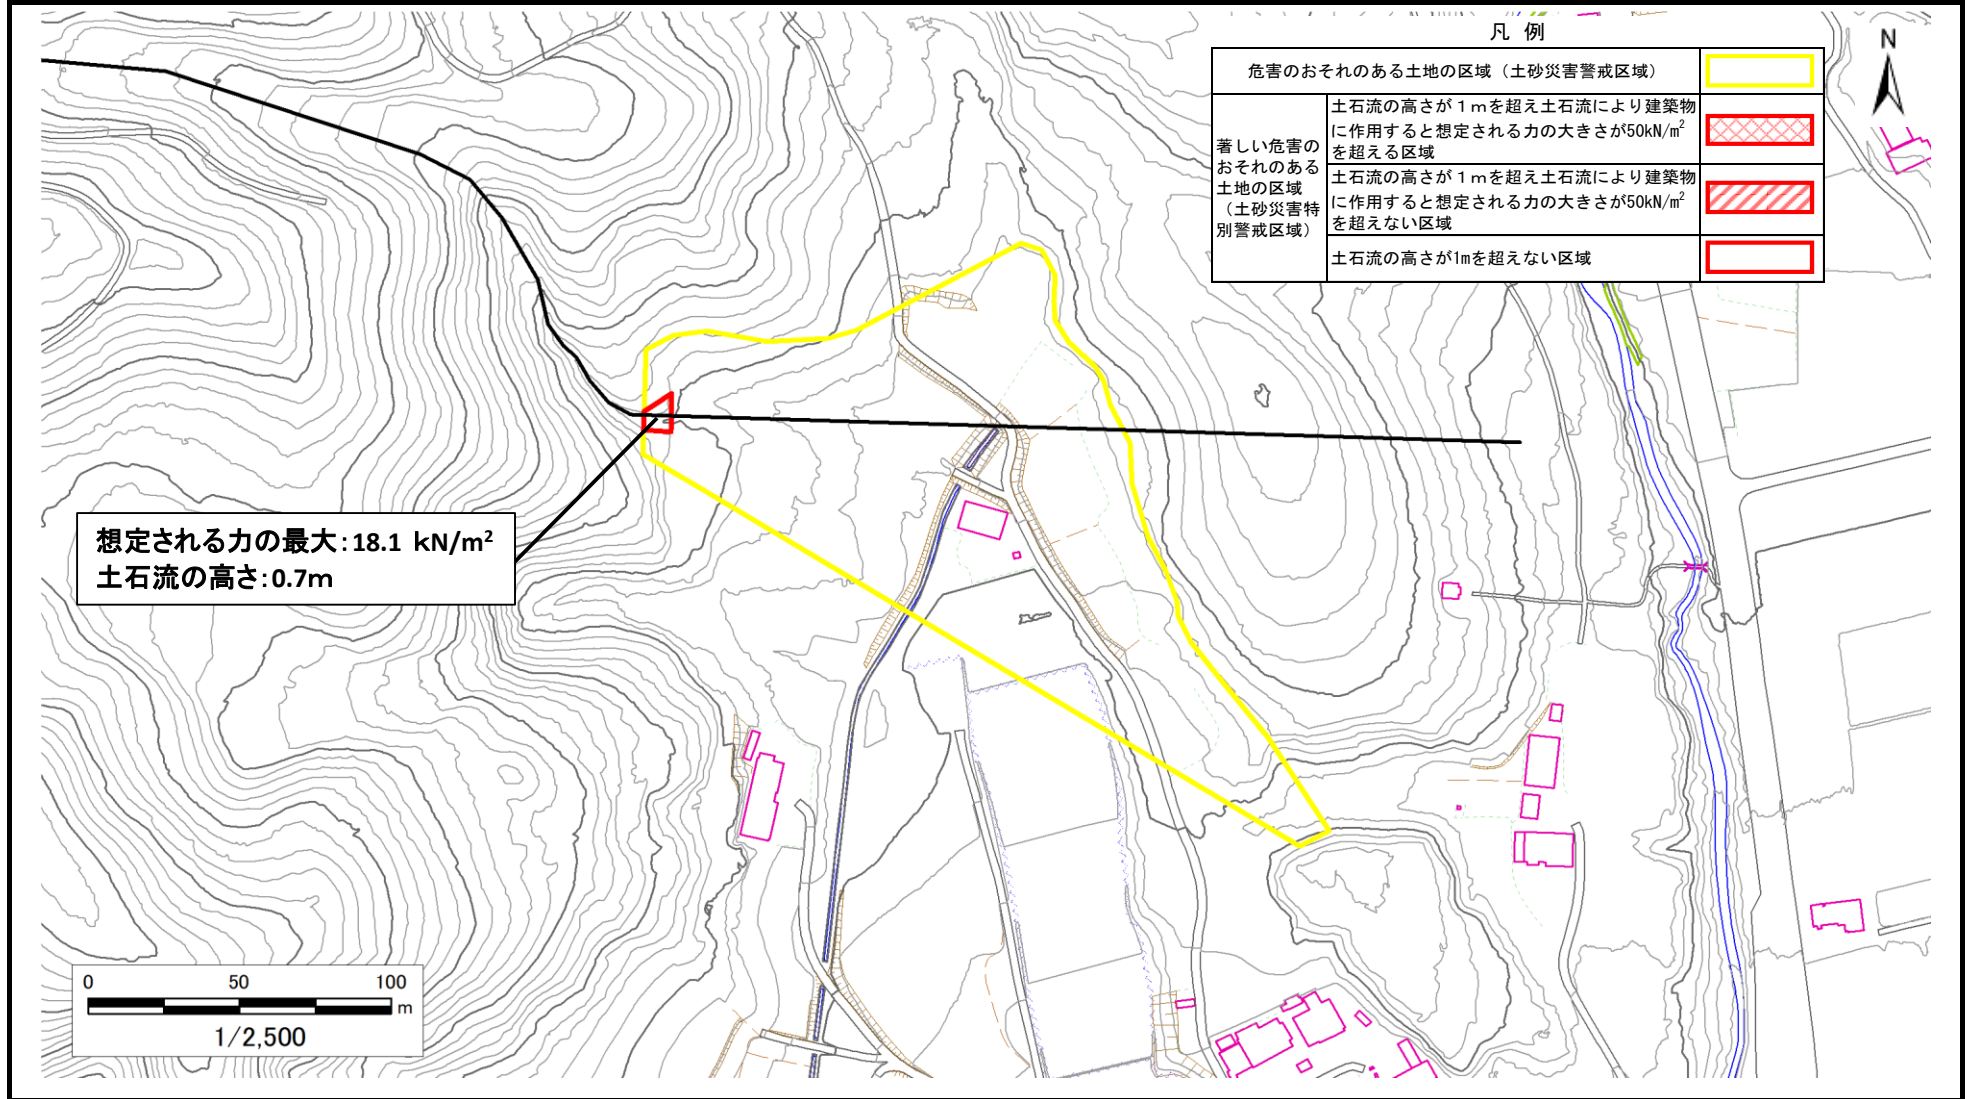 凡 例
危害のおそれのある土地の区域（土砂災害警戒区域）
著しい危害の
おそれのある
土地の区域
（土砂災害特
別警戒区域）
土石流の高さが１ｍを超え土石流により建築物
に作用すると想定される力の大きさが50kN/m²
を超える区域
土石流の高さが１ｍを超え土石流により建築物
に作用すると想定される力の大きさが50kN/m²
を超えない区域
土石流の高さが1mを超えない区域
N
想定される力の最大：18.1 kN/m²
土石流の高さ：0.7m
0 50 100
m
1/2,500